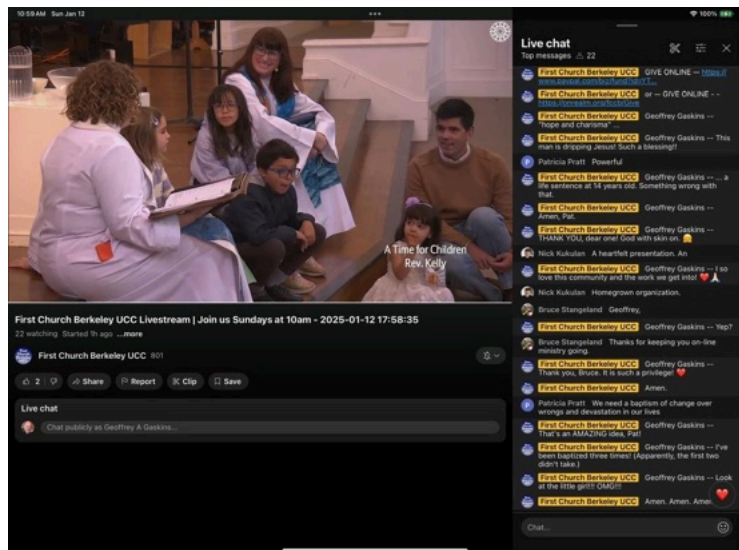 10:59 AM Sun Jan 12
100%
A Time for Children
Rev. Kelly
First Church Berkeley UCC Livestream | Join us Sundays at 10am - 2025-01-12 17:58:35
22 watching Started 1h ago ...more
First Church Berkeley UCC 801
2
Share
Report
Clip
Save
Live chat
Chat publicly as Geoffrey A Gaskins...
Live chat
Top messages 22
First Church Berkeley UCC GIVE ONLINE — https://
First Church Berkeley UCC or — GIVE ONLINE - -
https://onrealm.org/fccb/Give
First Church Berkeley UCC Geoffrey Gaskins --
"hope and charisma" ...
First Church Berkeley UCC Geoffrey Gaskins -- This
man is dripping Jesus! Such a blessing!!
Patricia Pratt Powerful
First Church Berkeley UCC Geoffrey Gaskins -- ... a
life sentence at 14 years old. Something wrong with
that.
First Church Berkeley UCC Geoffrey Gaskins --
Amen, Pat.
First Church Berkeley UCC Geoffrey Gaskins --
THANK YOU, dear one! God with skin on. 🤗
Nick Kukulan A heartfelt presentation. An
First Church Berkeley UCC Geoffrey Gaskins -- I so
love this community and the work we get into! ❤️🙏
Nick Kukulan Homegrown organization.
Bruce Stangeland Geoffrey,
First Church Berkeley UCC Geoffrey Gaskins -- Yep?
Bruce Stangeland Thanks for keeping you on-line
ministry going.
First Church Berkeley UCC Geoffrey Gaskins --
Thank you, Bruce. It is such a privilege! ❤️
First Church Berkeley UCC Amen.
Patricia Pratt We need a baptism of change over
wrongs and devastation in our lives
First Church Berkeley UCC Geoffrey Gaskins --
That's an AMAZING idea, Pat!
First Church Berkeley UCC Geoffrey Gaskins -- I've
been baptized three times! (Apparently, the first two
didn't take.)
First Church Berkeley UCC Geoffrey Gaskins -- Look
at the little girl!!! OMG!!!
First Church Berkeley UCC Amen. Amen. Amen.
Chat...